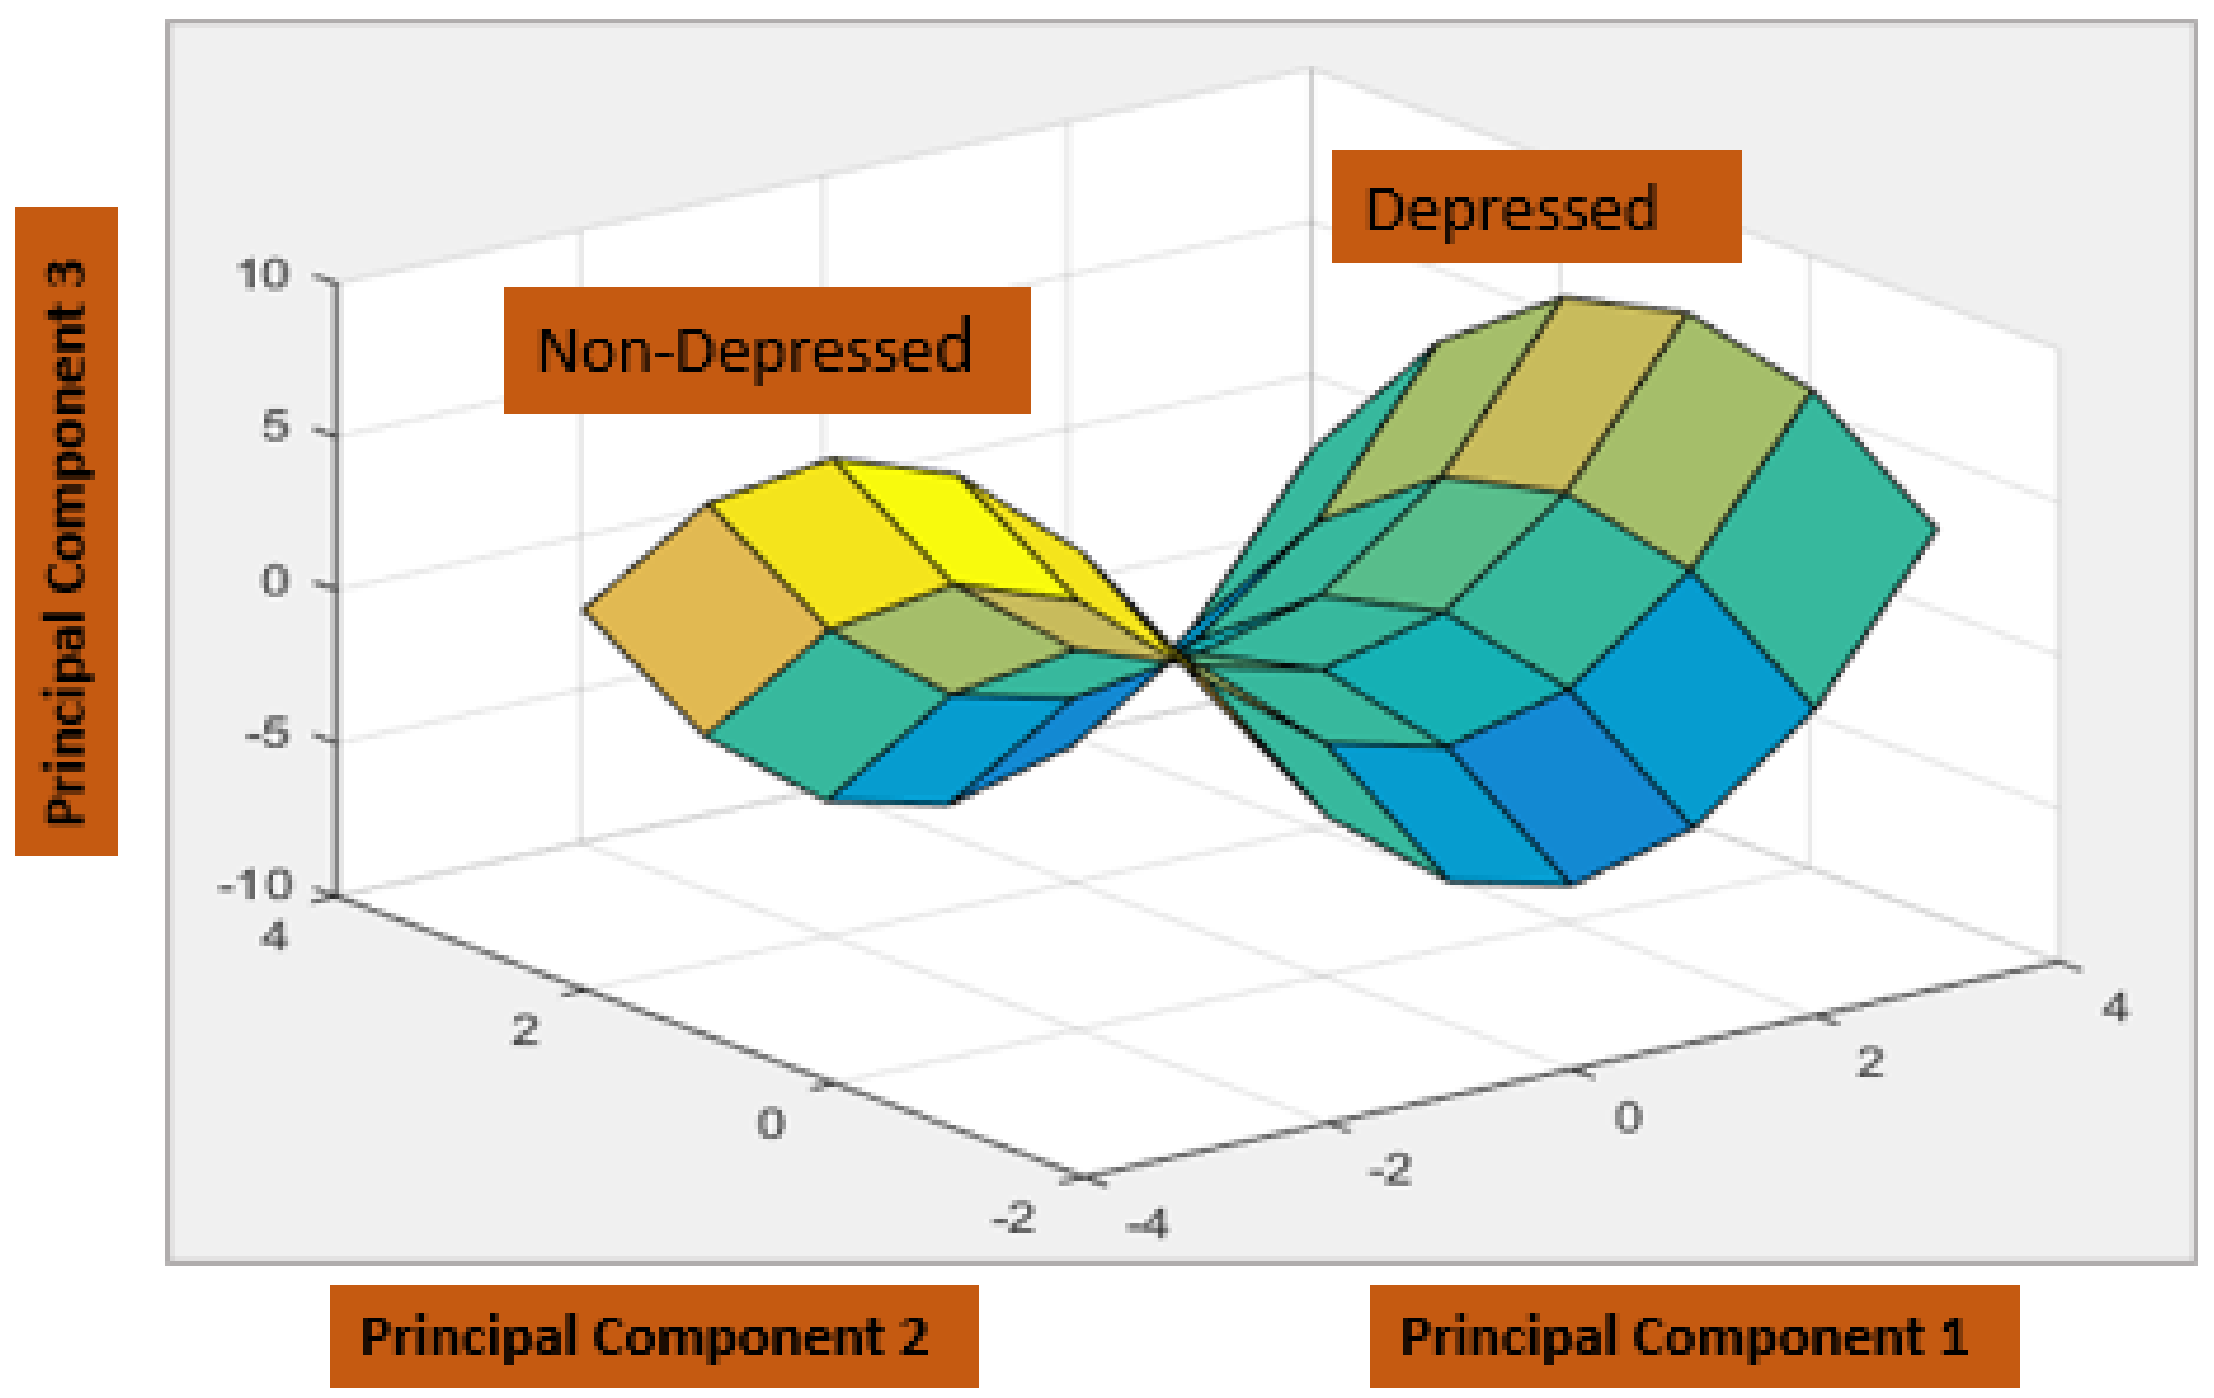 Depressed
Non-Depressed
Principal Component 3
10
5
0
-5
-10
4
2
0
-2
-4
-2
0
2
4
Principal Component 2
Principal Component 1